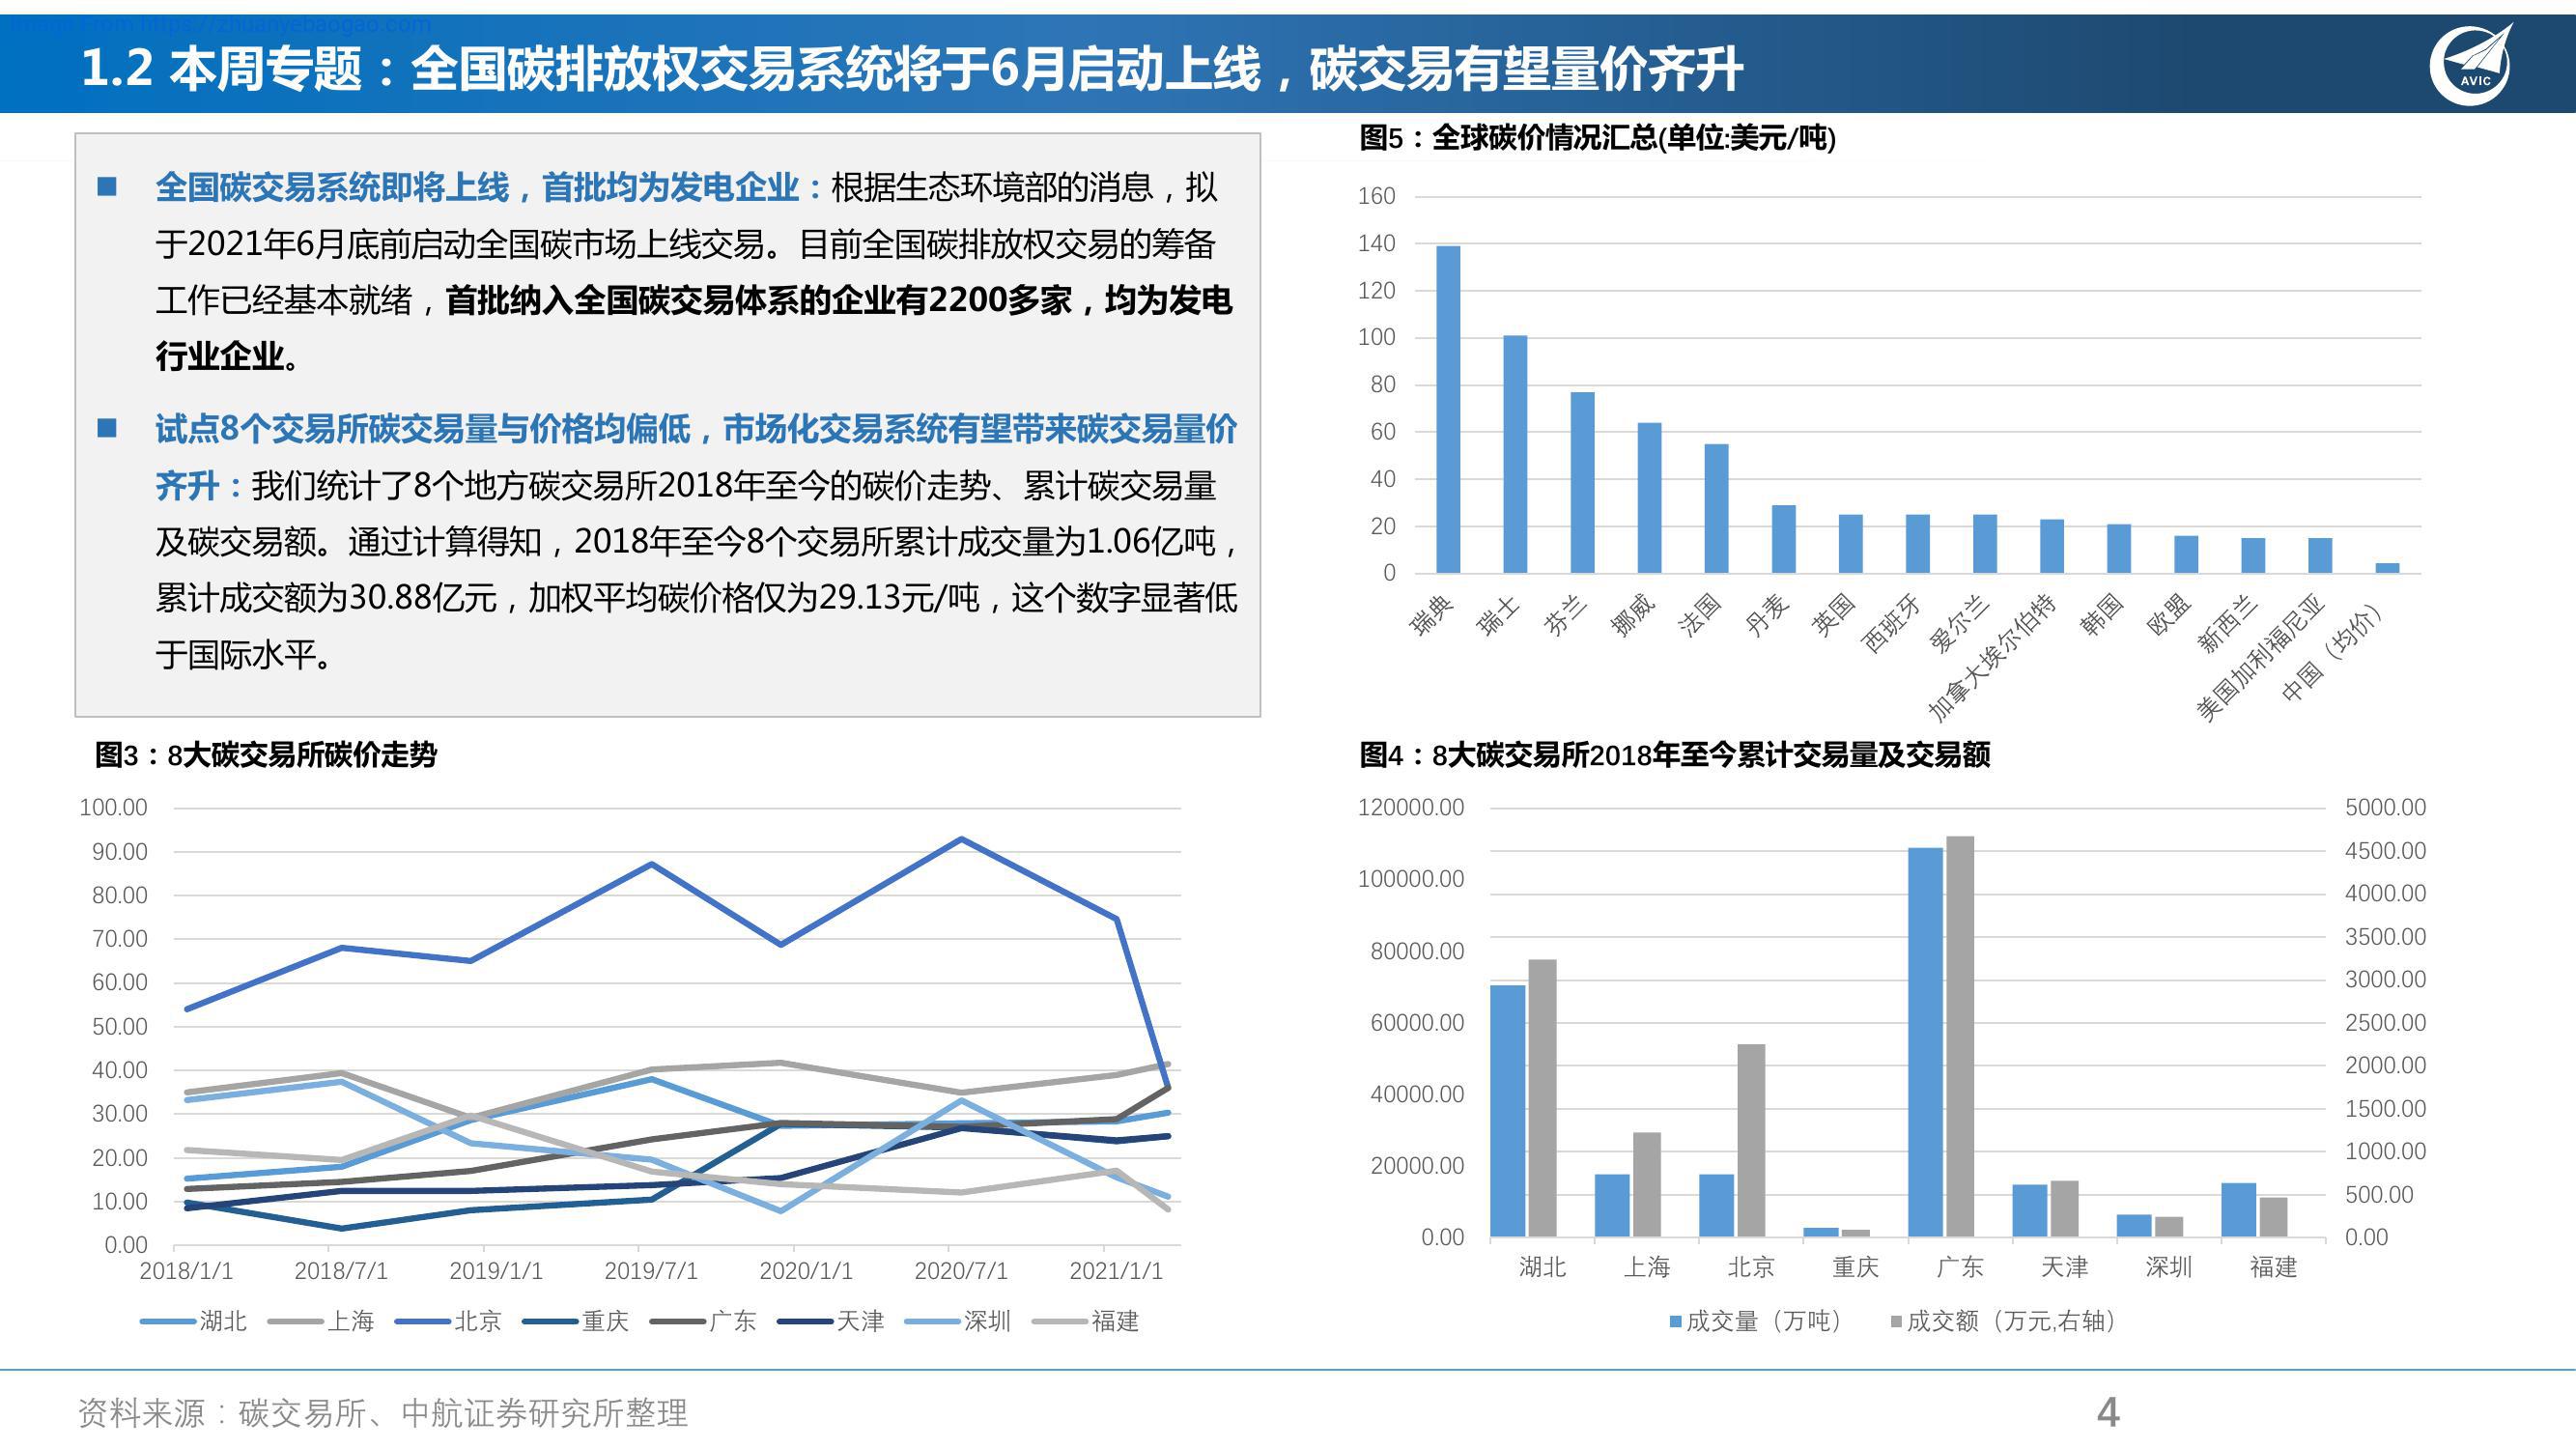 Image From https://zhuanyebaogao.com
1.2 本周专题：全国碳排放权交易系统将于6月启动上线，碳交易有望量价齐升
AVIC
全国碳交易系统即将上线，首批均为发电企业：根据生态环境部的消息，拟
于2021年6月底前启动全国碳市场上线交易。目前全国碳排放权交易的筹备
工作已经基本就绪，首批纳入全国碳交易体系的企业有2200多家，均为发电
行业企业。
试点8个交易所碳交易量与价格均偏低，市场化交易系统有望带来碳交易量价
齐升：我们统计了8个地方碳交易所2018年至今的碳价走势、累计碳交易量
及碳交易额。通过计算得知，2018年至今8个交易所累计成交量为1.06亿吨，
累计成交额为30.88亿元，加权平均碳价格仅为29.13元/吨，这个数字显著低
于国际水平。
图5：全球碳价情况汇总(单位:美元/吨)
160
140
120
100
80
60
40
20
0
瑞典
瑞士
芬兰
挪威
法国
丹麦
英国
西班牙
爱尔兰
加拿大埃尔伯特
韩国
欧盟
新西兰
美国加利福尼亚
中国（均价）
图3：8大碳交易所碳价走势
100.00
90.00
80.00
70.00
60.00
50.00
40.00
30.00
20.00
10.00
0.00
2018/1/1 2018/7/1 2019/1/1 2019/7/1 2020/1/1 2020/7/1 2021/1/1
湖北 上海 北京 重庆 广东 天津 深圳 福建
图4：8大碳交易所2018年至今累计交易量及交易额
120000.00
100000.00
80000.00
60000.00
40000.00
20000.00
0.00
5000.00
4500.00
4000.00
3500.00
3000.00
2500.00
2000.00
1500.00
1000.00
500.00
0.00
湖北 上海 北京 重庆 广东 天津 深圳 福建
成交量（万吨） 成交额（万元,右轴）
资料来源：碳交易所、中航证券研究所整理
4